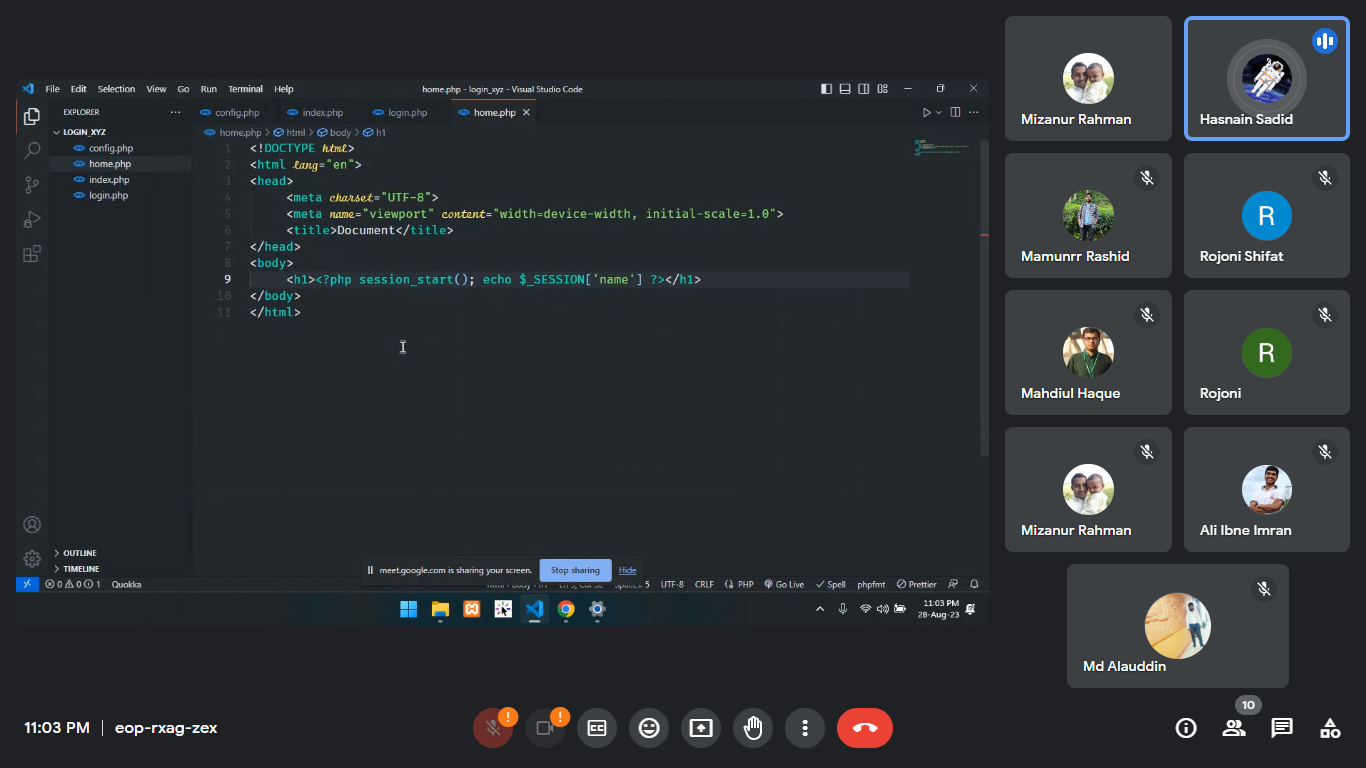 File Edit Selection View Go Run Terminal Help
home.php - login_xyz - Visual Studio Code
EXPLORER
config.php index.php login.php home.php
LOGIN_XYZ
config.php
home.php
index.php
login.php
home.php > html > body > h1
1 <!DOCTYPE html>
2 <html lang="en">
3 <head>
4 <meta charset="UTF-8">
5 <meta name="viewport" content="width=device-width, initial-scale=1.0">
6 <title>Document</title>
7 </head>
8 <body>
9 <h1><?php session_start(); echo $_SESSION['name'] ?></h1>
10 </body>
11 </html>
OUTLINE
TIMELINE
meet.google.com is sharing your screen.
Stop sharing
Hide
0 0 1 Quokka
UTF-8 CRLF PHP Go Live Spell phpfmt Prettier
11:03 PM
28-Aug-23
Mizanur Rahman
Hasnain Sadid
Mamunrr Rashid
R
Rojoni Shifat
Mahdiul Haque
R
Rojoni
Mizanur Rahman
Ali Ibne Imran
Md Alauddin
11:03 PM | eop-rxag-zex
CC
10